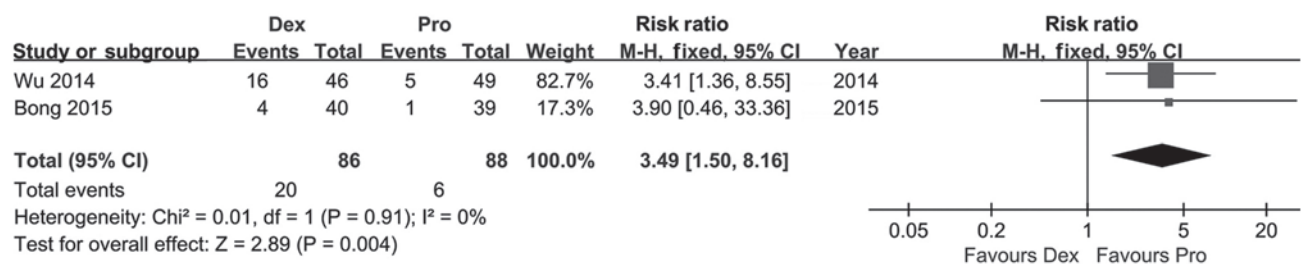 Dex Pro Risk ratio Risk ratio
Study or subgroup Events Total Events Total Weight M-H, fixed, 95% CI Year M-H, fixed, 95% CI
Wu 2014 16 46 5 49 82.7% 3.41 [1.36, 8.55] 2014
Bong 2015 4 40 1 39 17.3% 3.90 [0.46, 33.36] 2015
Total (95% CI) 86 88 100.0% 3.49 [1.50, 8.16]
Total events 20 6
Heterogeneity: Chi² = 0.01, df = 1 (P = 0.91); I² = 0%
Test for overall effect: Z = 2.89 (P = 0.004)
0.05 0.2 1 5 20
Favours Dex Favours Pro